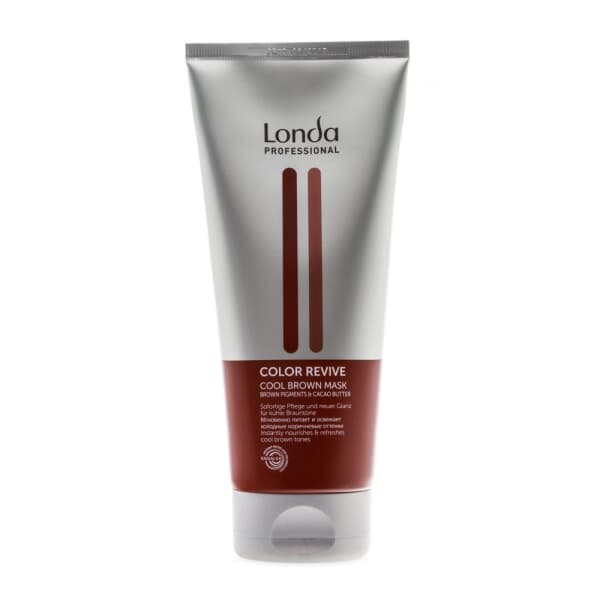 Londa
PROFESSIONAL
COLOR REVIVE
COOL BROWN MASK
BROWN PIGMENTS & CACAO BUTTER
Sofortige Pflege und neuer Glanz
für kühle Brauntöne
Мгновенно питает и освежает
холодные коричневые оттенки
Instantly nourishes & refreshes
cool brown tones